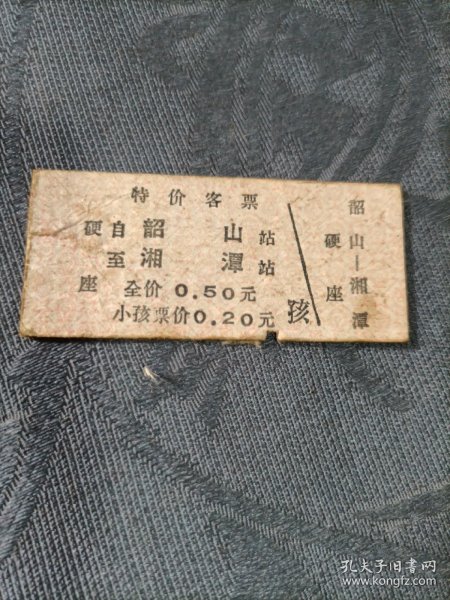 特价客票
硬座
自韶山站
至湘潭站
全价0.50元
小孩票价0.20元
孩
韶山—湘潭
硬座
孔夫子旧书网
www.kongfz.com